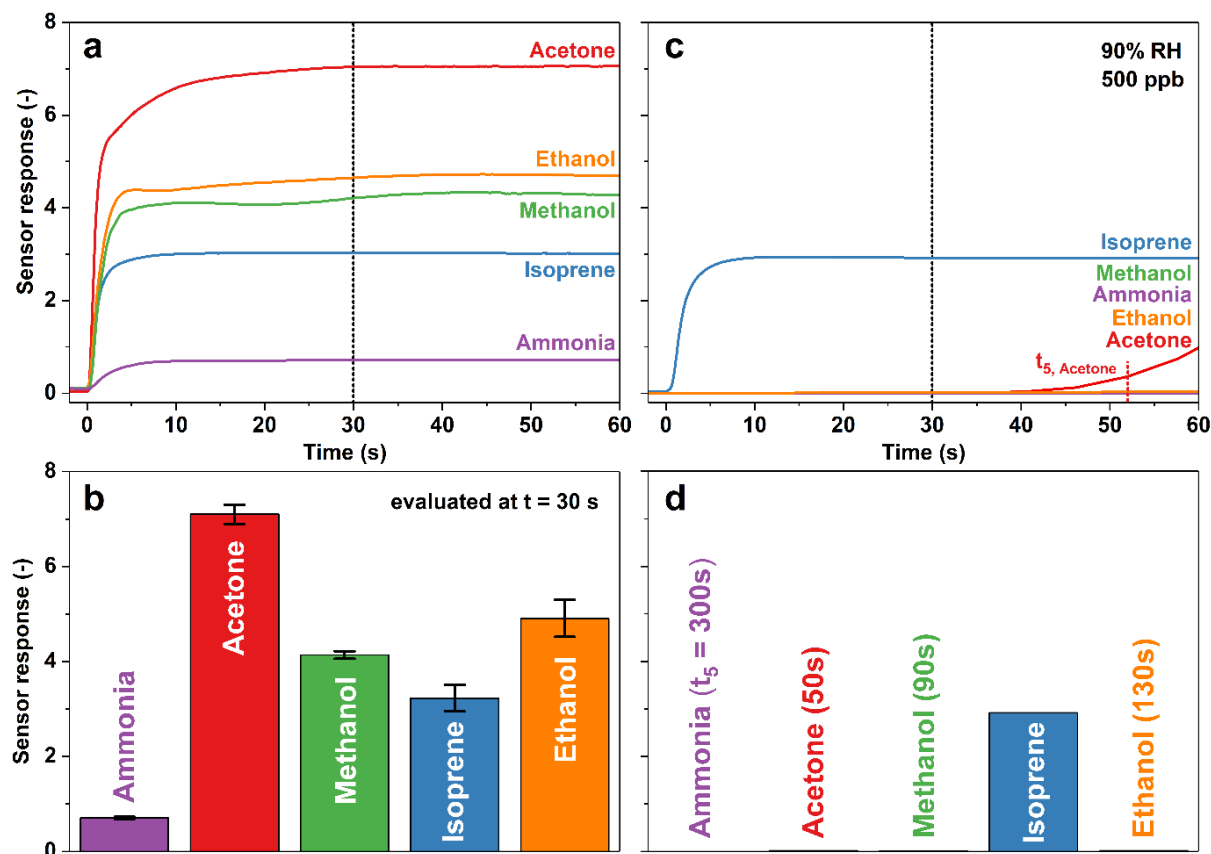 a
8
6
4
2
0
Sensor response (-)
Acetone
Ethanol
Methanol
Isoprene
Ammonia
0 10 20 30 40 50 60
Time (s)
c
90% RH
500 ppb
Isoprene
Methanol
Ammonia
Ethanol
Acetone
t5, Acetone
0 10 20 30 40 50 60
Time (s)
b
evaluated at t = 30 s
8
6
4
2
0
Sensor response (-)
Ammonia
Acetone
Methanol
Isoprene
Ethanol
d
Ammonia (t5 = 300s)
Acetone (50s)
Methanol (90s)
Isoprene
Ethanol (130s)